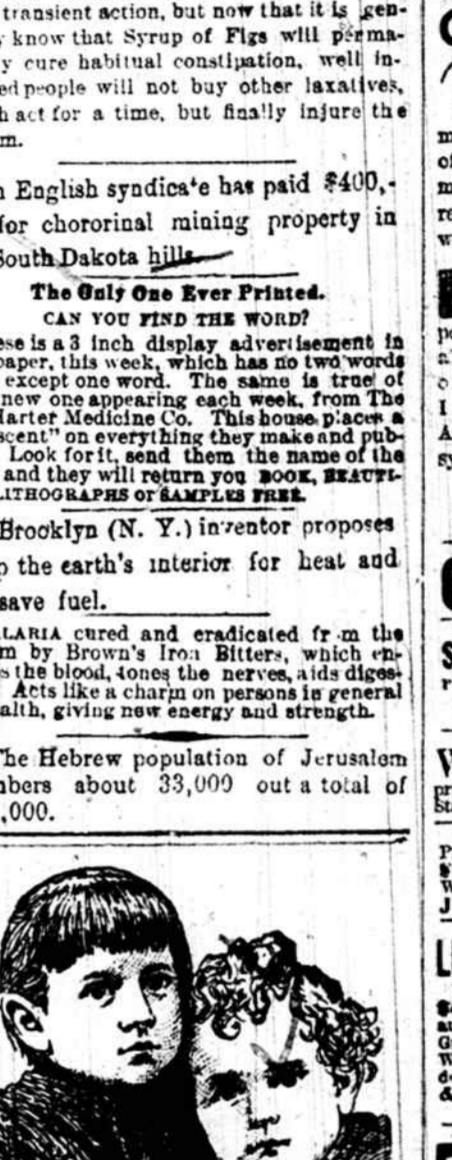 transient action, but now that it is gen-
y know that Syrup of Figs will perma-
y cure habitual constipation, well in-
ed people will not buy other laxatives,
h act for a time, but finally injure the
m.
n English syndicate has paid $400,-
for chororinal mining property in
South Dakota hills.
The Only One Ever Printed.
CAN YOU FIND THE WORD?
ese is a 3 inch display advertisement in
paper, this week, which has no two words
except one word. The same is true of
new one appearing each week, from The
Harter Medicine Co. This house places a
scent" on everything they make and pub-
Look for it, send them the name of the
and they will return you BOOK, BEAUTI-
LITHOGRAPHS or SAMPLES FREE.
Brooklyn (N. Y.) inventor proposes
p the earth's interior for heat and
save fuel.
LARIA cured and eradicated from the
m by Brown's Iron Bitters, which en-
s the blood, tones the nerves, aids diges-
Acts like a charm on persons in general
alth, giving new energy and strength.
The Hebrew population of Jerusalem
nbers about 33,000 out a total of
,000.